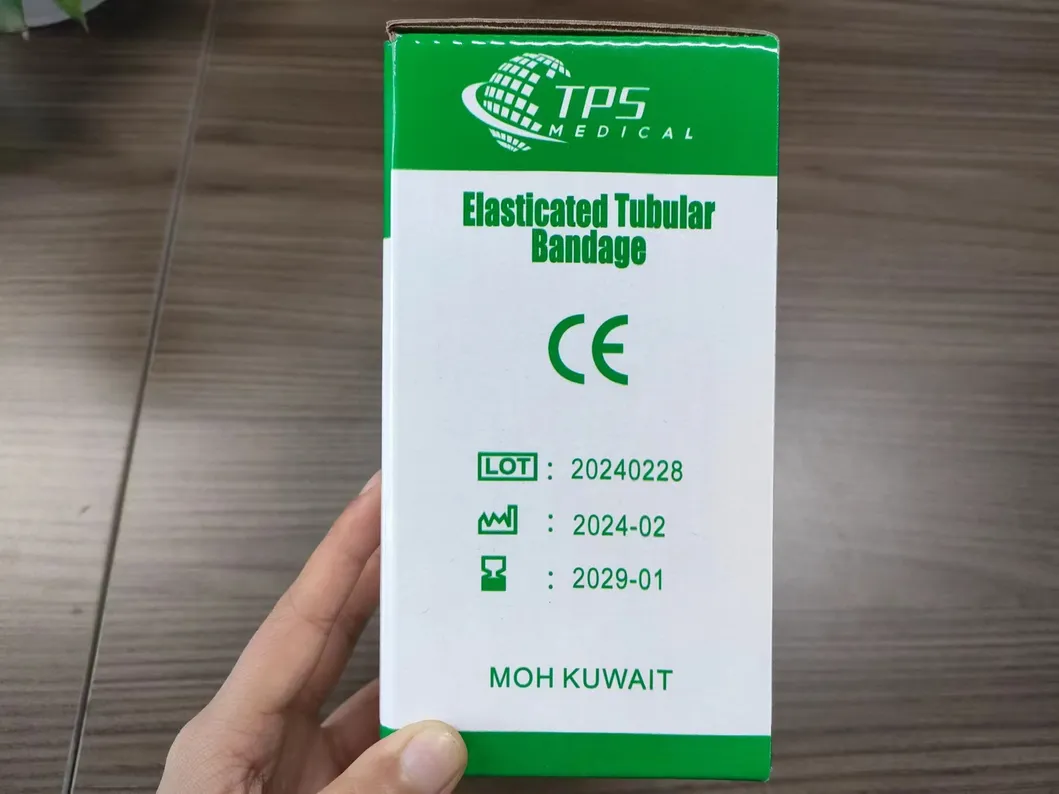 TPS
MEDICAL
Elasticated Tubular
Bandage
CE
LOT : 20240228
: 2024-02
: 2029-01
MOH KUWAIT